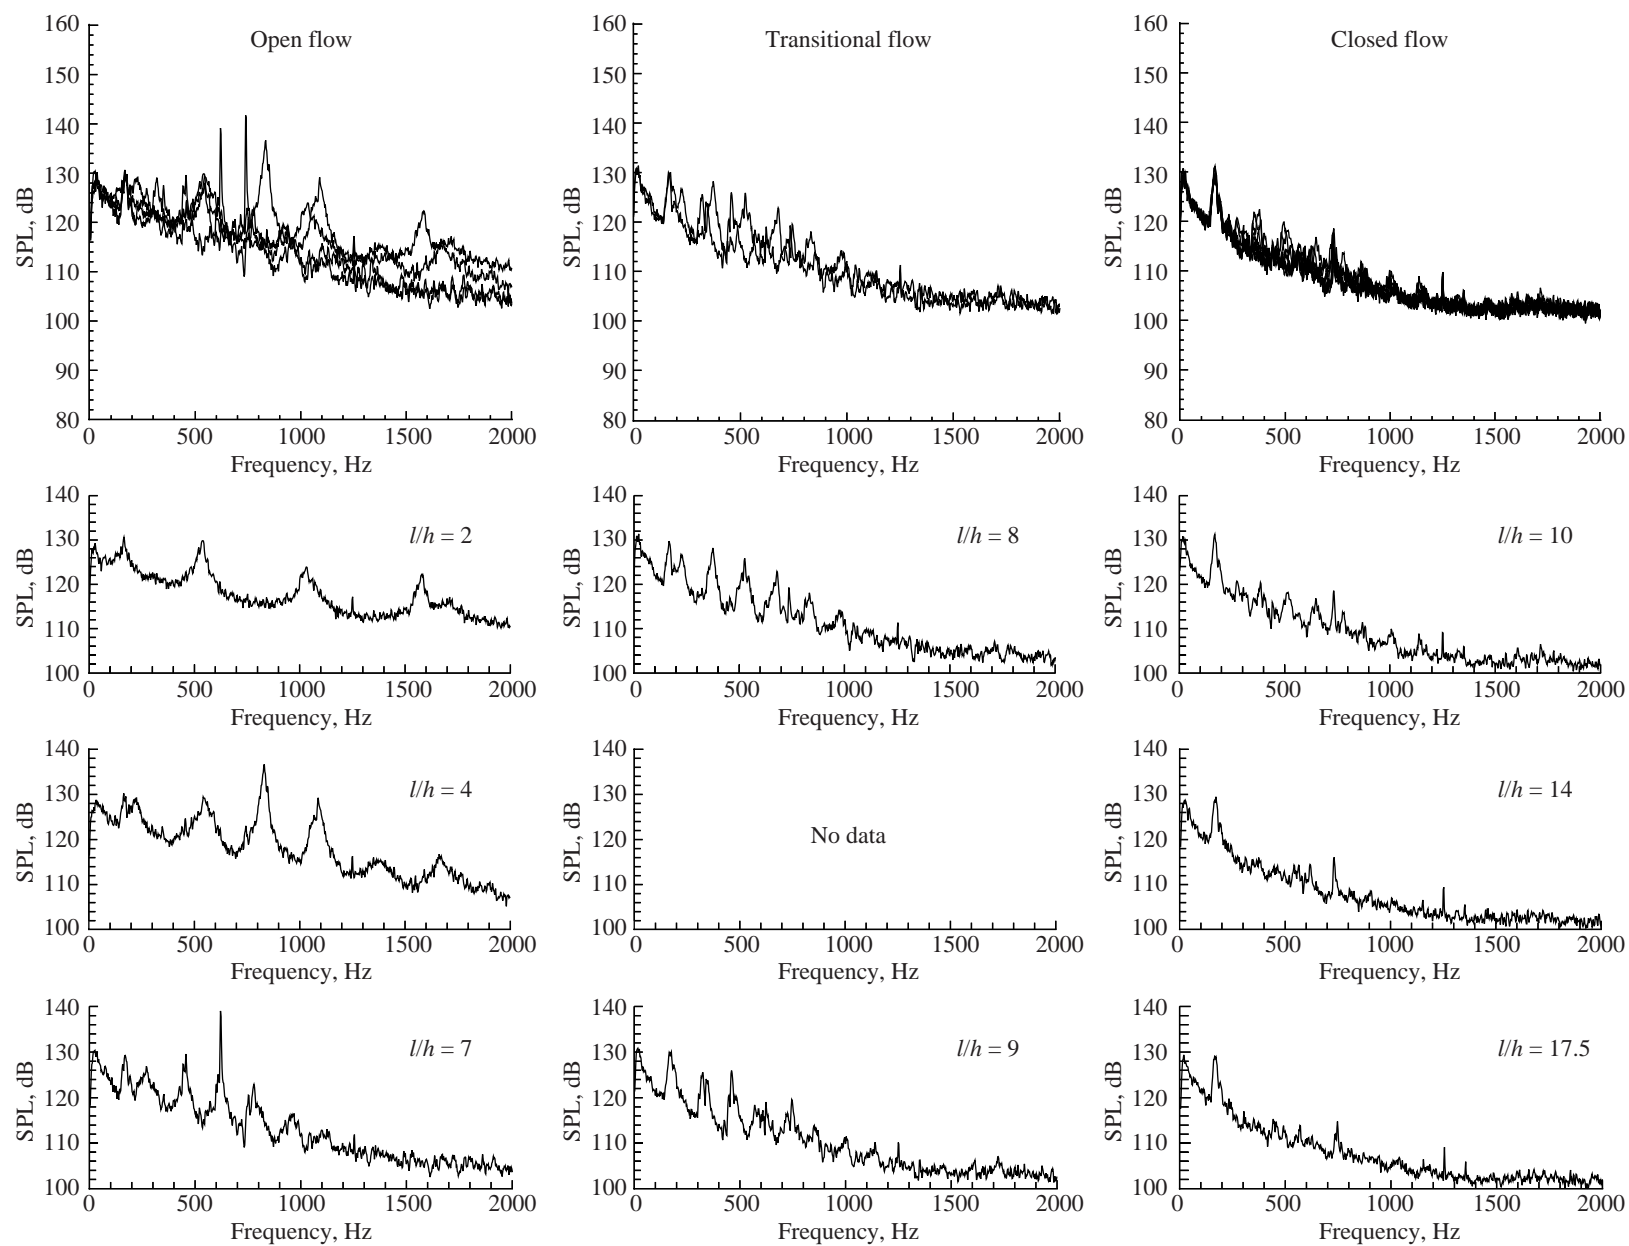 Open flow
160
150
140
130
120
110
100
90
80
SPL, dB
0 500 1000 1500 2000
Frequency, Hz
Transitional flow
160
150
140
130
120
110
100
90
80
SPL, dB
0 500 1000 1500 2000
Frequency, Hz
Closed flow
160
150
140
130
120
110
100
90
80
SPL, dB
0 500 1000 1500 2000
Frequency, Hz
l/h = 2
140
130
120
110
100
SPL, dB
0 500 1000 1500 2000
Frequency, Hz
l/h = 8
140
130
120
110
100
SPL, dB
0 500 1000 1500 2000
Frequency, Hz
l/h = 10
140
130
120
110
100
SPL, dB
0 500 1000 1500 2000
Frequency, Hz
l/h = 4
140
130
120
110
100
SPL, dB
0 500 1000 1500 2000
Frequency, Hz
No data
140
130
120
110
100
SPL, dB
0 500 1000 1500 2000
Frequency, Hz
l/h = 14
140
130
120
110
100
SPL, dB
0 500 1000 1500 2000
Frequency, Hz
l/h = 7
140
130
120
110
100
SPL, dB
0 500 1000 1500 2000
Frequency, Hz
l/h = 9
140
130
120
110
100
SPL, dB
0 500 1000 1500 2000
Frequency, Hz
l/h = 17.5
140
130
120
110
100
SPL, dB
0 500 1000 1500 2000
Frequency, Hz